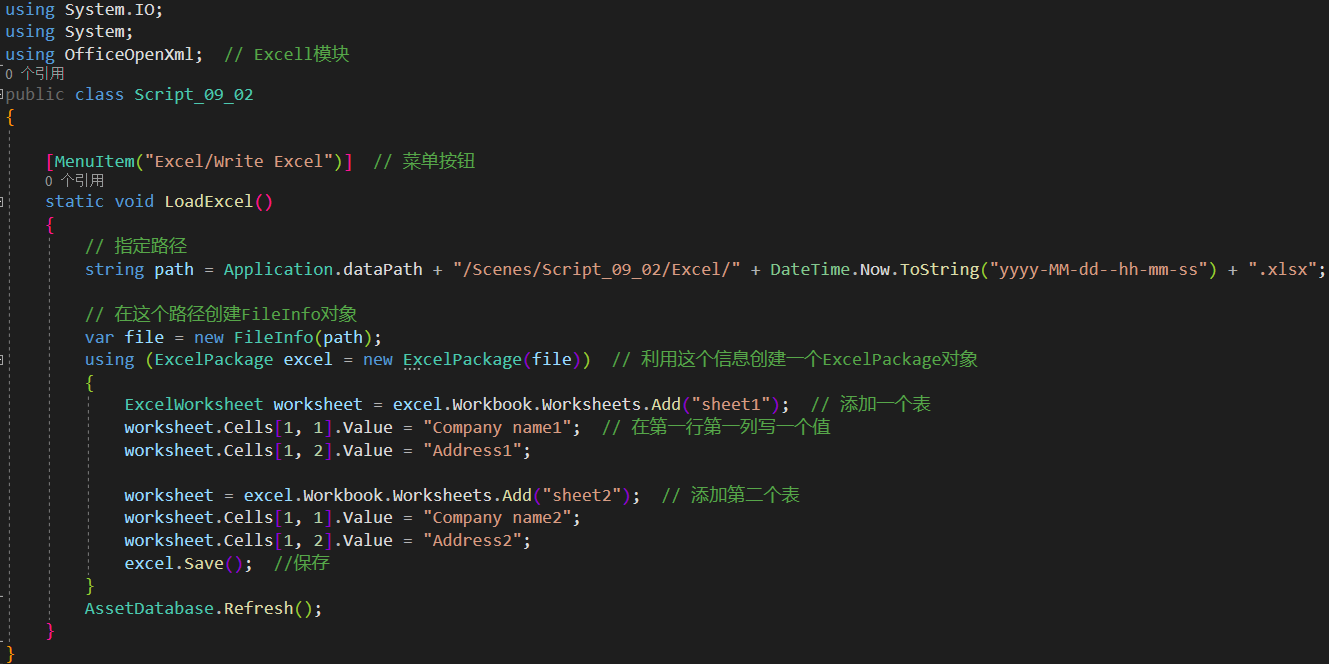 using System.IO;
using System;
using OfficeOpenXml;  // Excell模块
0 个引用
public class Script_09_02
{
[MenuItem("Excel/Write Excel")]  // 菜单按钮
0 个引用
static void LoadExcel()
{
// 指定路径
string path = Application.dataPath + "/Scenes/Script_09_02/Excel/" + DateTime.Now.ToString("yyyy-MM-dd--hh-mm-ss") + ".xlsx";
// 在这个路径创建FileInfo对象
var file = new FileInfo(path);
using (ExcelPackage excel = new ExcelPackage(file))  // 利用这个信息创建一个ExcelPackage对象
{
ExcelWorksheet worksheet = excel.Workbook.Worksheets.Add("sheet1");  // 添加一个表
worksheet.Cells[1, 1].Value = "Company name1";  // 在第一行第一列写一个值
worksheet.Cells[1, 2].Value = "Address1";
worksheet = excel.Workbook.Worksheets.Add("sheet2");  // 添加第二个表
worksheet.Cells[1, 1].Value = "Company name2";
worksheet.Cells[1, 2].Value = "Address2";
excel.Save();  //保存
}
AssetDatabase.Refresh();
}
}